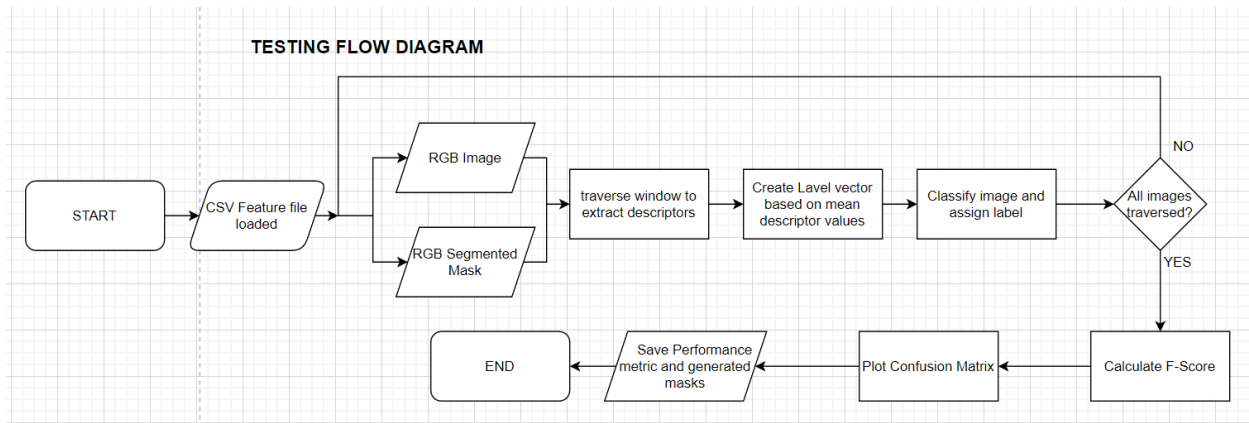 TESTING FLOW DIAGRAM
START
CSV Feature file
loaded
RGB Image
RGB Segmented
Mask
traverse window to
extract descriptors
Create Lavel vector
based on mean
descriptor values
Classify image and
assign label
All images
traversed?
NO
YES
Calculate F-Score
Plot Confusion Matrix
Save Performance
metric and generated
masks
END